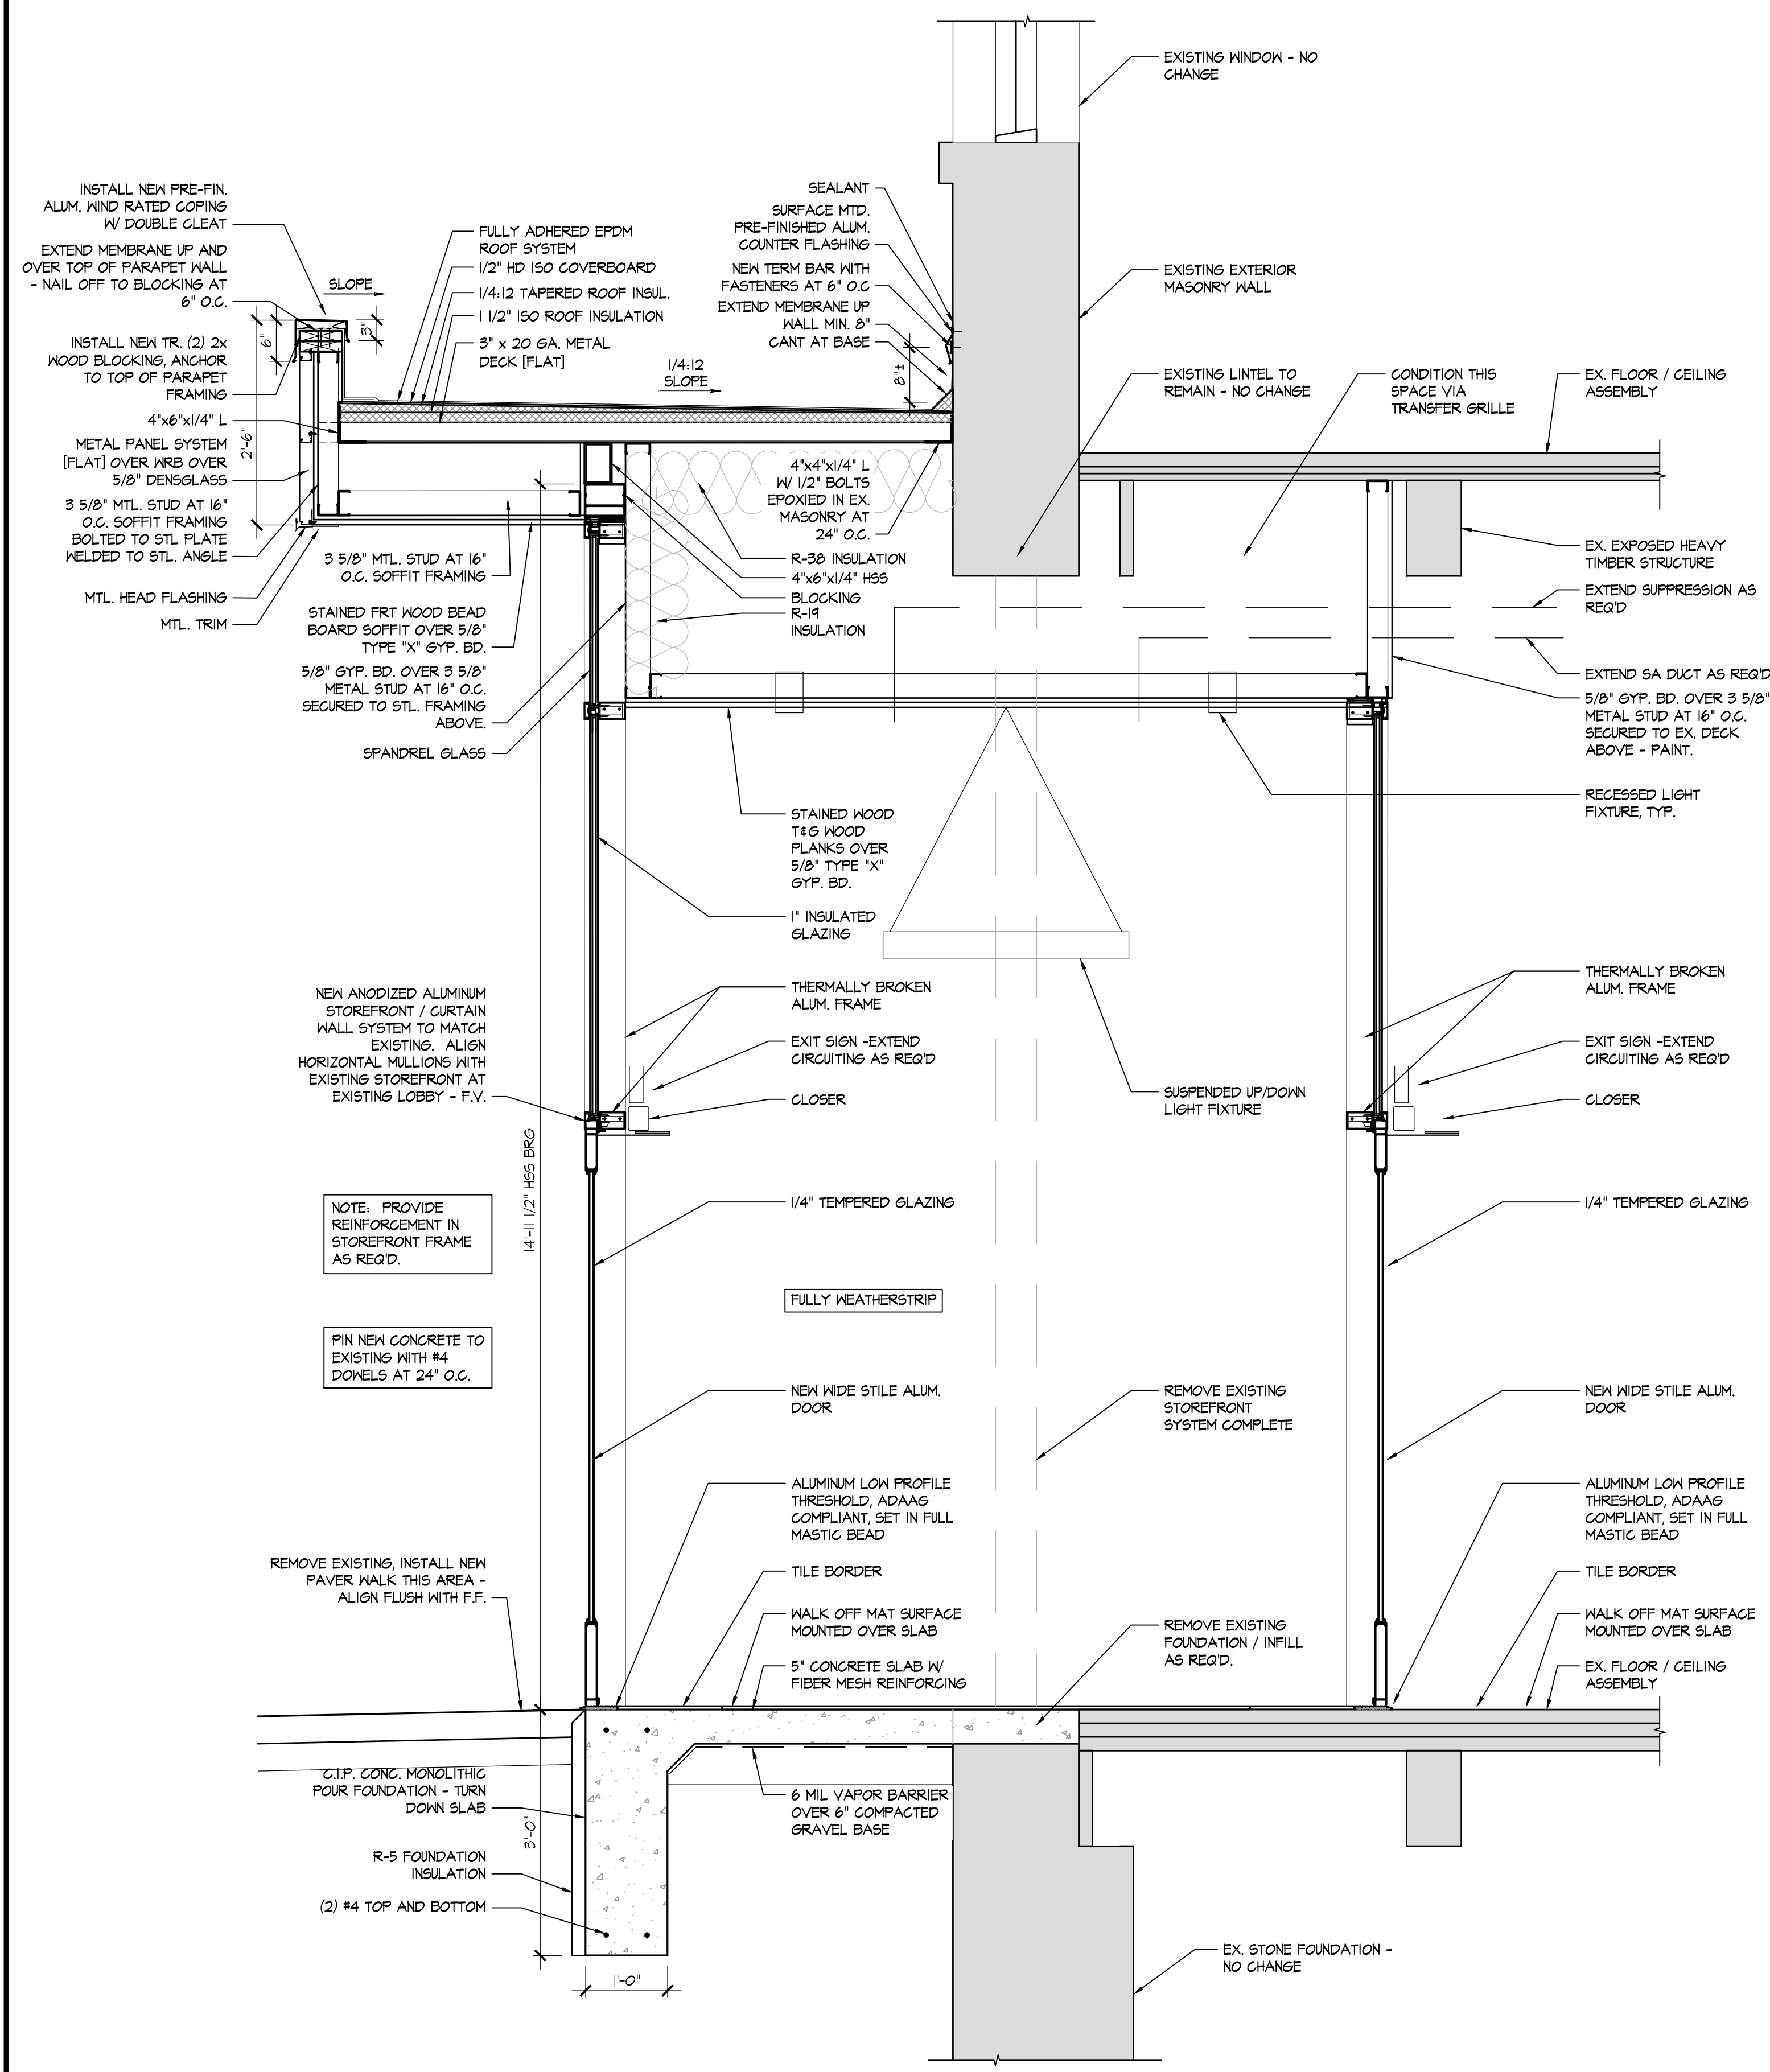 EXISTING WINDOW - NO
CHANGE
INSTALL NEW PRE-FIN.
ALUM. WIND RATED COPING
W/ DOUBLE CLEAT
EXTEND MEMBRANE UP AND
OVER TOP OF PARAPET WALL
- NAIL OFF TO BLOCKING AT
6" O.C.
INSTALL NEW TR. (2) 2x
WOOD BLOCKING, ANCHOR
TO TOP OF PARAPET
FRAMING
4"x6"x1/4" L
METAL PANEL SYSTEM
[FLAT] OVER WRB OVER
5/8" DENSGLASS
3 5/8" MTL. STUD AT 16"
O.C. SOFFIT FRAMING
BOLTED TO STL PLATE
WELDED TO STL. ANGLE
MTL. HEAD FLASHING
MTL. TRIM
SLOPE
6"
3"
2'-6"
FULLY ADHERED EPDM
ROOF SYSTEM
1/2" HD ISO COVERBOARD
1/4:12 TAPERED ROOF INSUL.
1 1/2" ISO ROOF INSULATION
3" x 20 GA. METAL
DECK [FLAT]
1/4:12
SLOPE
SEALANT
SURFACE MTD.
PRE-FINISHED ALUM.
COUNTER FLASHING
NEW TERM BAR WITH
FASTENERS AT 6" O.C
EXTEND MEMBRANE UP
WALL MIN. 8"
CANT AT BASE
8"±
EXISTING EXTERIOR
MASONRY WALL
EXISTING LINTEL TO
REMAIN - NO CHANGE
CONDITION THIS
SPACE VIA
TRANSFER GRILLE
EX. FLOOR / CEILING
ASSEMBLY
4"x4"x1/4" L
W/ 1/2" BOLTS
EPOXIED IN EX.
MASONRY AT
24" O.C.
R-38 INSULATION
4"x6"x1/4" HSS
BLOCKING
R-19
INSULATION
3 5/8" MTL. STUD AT 16"
O.C. SOFFIT FRAMING
STAINED FRT WOOD BEAD
BOARD SOFFIT OVER 5/8"
TYPE "X" GYP. BD.
5/8" GYP. BD. OVER 3 5/8"
METAL STUD AT 16" O.C.
SECURED TO STL. FRAMING
ABOVE.
SPANDREL GLASS
EX. EXPOSED HEAVY
TIMBER STRUCTURE
EXTEND SUPPRESSION AS
REQ'D
EXTEND SA DUCT AS REQ'D
5/8" GYP. BD. OVER 3 5/8"
METAL STUD AT 16" O.C.
SECURED TO EX. DECK
ABOVE - PAINT.
RECESSED LIGHT
FIXTURE, TYP.
STAINED WOOD
T&G WOOD
PLANKS OVER
5/8" TYPE "X"
GYP. BD.
1" INSULATED
GLAZING
NEW ANODIZED ALUMINUM
STOREFRONT / CURTAIN
WALL SYSTEM TO MATCH
EXISTING. ALIGN
HORIZONTAL MULLIONS WITH
EXISTING STOREFRONT AT
EXISTING LOBBY - F.V.
THERMALLY BROKEN
ALUM. FRAME
EXIT SIGN -EXTEND
CIRCUITING AS REQ'D
CLOSER
SUSPENDED UP/DOWN
LIGHT FIXTURE
THERMALLY BROKEN
ALUM. FRAME
EXIT SIGN -EXTEND
CIRCUITING AS REQ'D
CLOSER
14'-11 1/2" HSS BRG
NOTE: PROVIDE
REINFORCEMENT IN
STOREFRONT FRAME
AS REQ'D.
1/4" TEMPERED GLAZING
1/4" TEMPERED GLAZING
FULLY WEATHERSTRIP
PIN NEW CONCRETE TO
EXISTING WITH #4
DOWELS AT 24" O.C.
NEW WIDE STILE ALUM.
DOOR
REMOVE EXISTING
STOREFRONT
SYSTEM COMPLETE
NEW WIDE STILE ALUM.
DOOR
ALUMINUM LOW PROFILE
THRESHOLD, ADAAG
COMPLIANT, SET IN FULL
MASTIC BEAD
ALUMINUM LOW PROFILE
THRESHOLD, ADAAG
COMPLIANT, SET IN FULL
MASTIC BEAD
REMOVE EXISTING, INSTALL NEW
PAVER WALK THIS AREA -
ALIGN FLUSH WITH F.F.
TILE BORDER
WALK OFF MAT SURFACE
MOUNTED OVER SLAB
5" CONCRETE SLAB W/
FIBER MESH REINFORCING
REMOVE EXISTING
FOUNDATION / INFILL
AS REQ'D.
TILE BORDER
WALK OFF MAT SURFACE
MOUNTED OVER SLAB
EX. FLOOR / CEILING
ASSEMBLY
C.I.P. CONC. MONOLITHIC
POUR FOUNDATION - TURN
DOWN SLAB
R-5 FOUNDATION
INSULATION
(2) #4 TOP AND BOTTOM
3'-0"
1'-0"
6 MIL VAPOR BARRIER
OVER 6" COMPACTED
GRAVEL BASE
EX. STONE FOUNDATION -
NO CHANGE